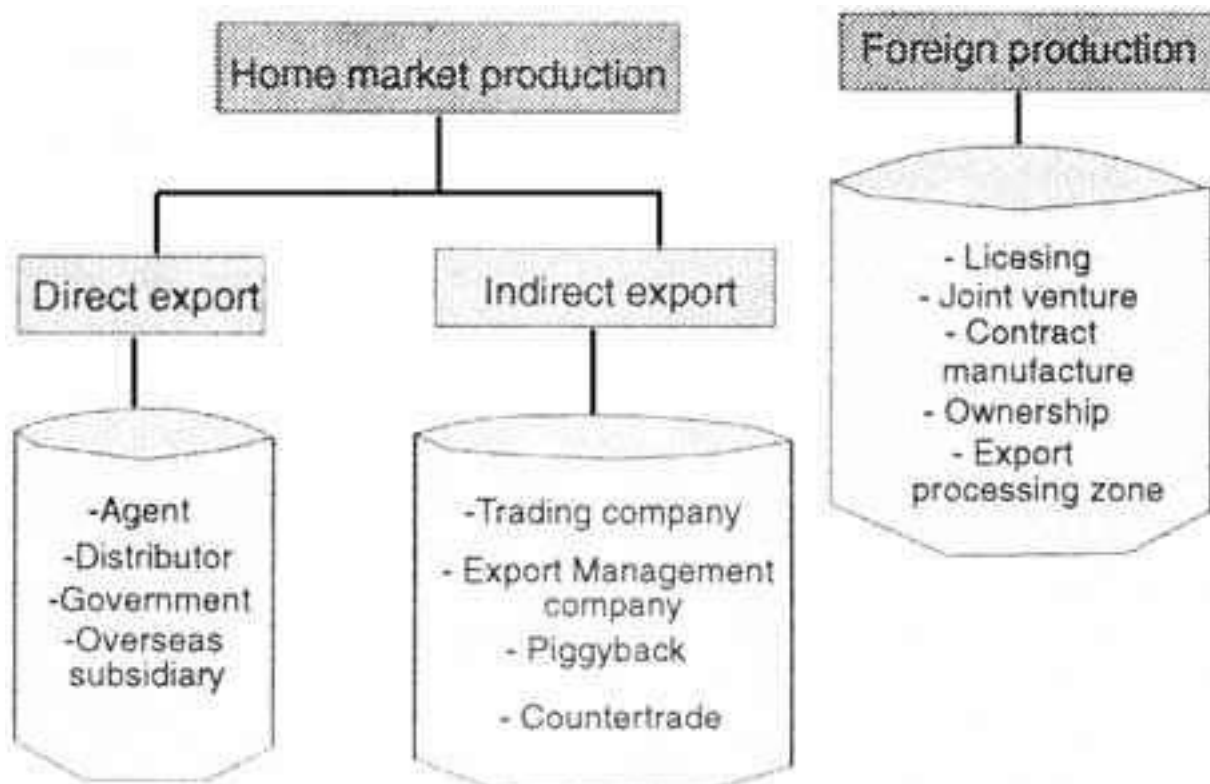 Home market production
Foreign production
Direct export
Indirect export
-Agent
-Distributor
-Government
-Overseas
subsidiary
-Trading company
- Export Management
company
- Piggyback
- Countertrade
- Licesing
- Joint venture
- Contract
manufacture
- Ownership
- Export
processing zone